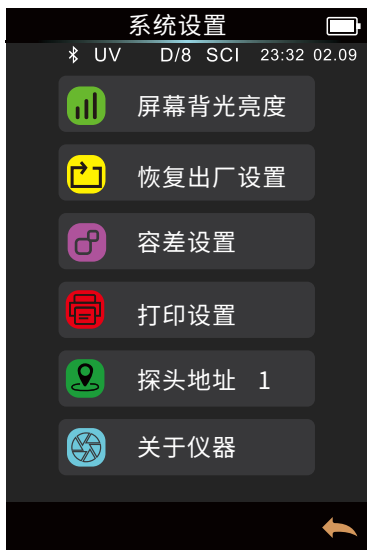 系统设置
UV D/8 SCI 23:32 02.09
屏幕背光亮度
恢复出厂设置
容差设置
打印设置
探头地址 1
关于仪器